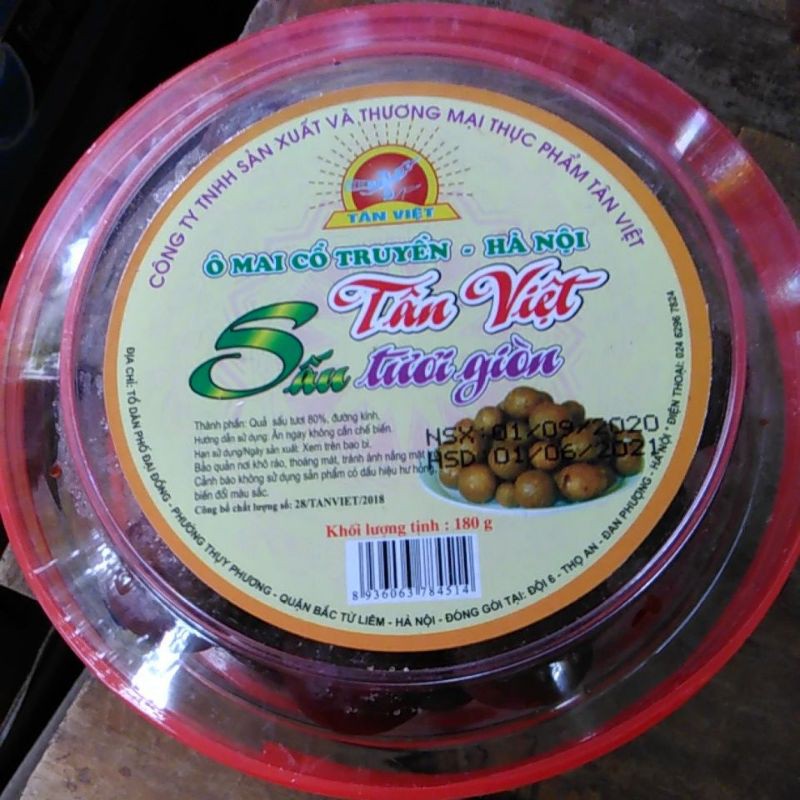 CÔNG TY TNHH SẢN XUẤT VÀ THƯƠNG MẠI THỰC PHẨM TÂN VIỆT
TÂN VIỆT
Ô MAI CỔ TRUYỀN - HÀ NỘI
Tân Việt
Sấu tươi giòn
Thành phần: Quả sấu tươi 80%, đường kính.
Hướng dẫn sử dụng: Ăn ngay không cần chế biến.
Hạn sử dụng/Ngày sản xuất: Xem trên bao bì.
Bảo quản nơi khô ráo, thoáng mát, tránh ánh nắng mặt
Cảnh báo không sử dụng sản phẩm có dấu hiệu hư hỏng,
biến đổi màu sắc.
Công bố chất lượng số: 28/TANVIET/2018
NSX:01/09/2020
HSD:01/06/2021
Khối lượng tịnh : 180 g
8 936063 784514
ĐỊA CHỈ: TỔ DÂN PHỐ ĐẠI ĐỒNG - PHƯỜNG THỤY PHƯƠNG - QUẬN BẮC TỪ LIÊM - HÀ NỘI - ĐÓNG GÓI TẠI: ĐỘI 6 - THỌ AN - ĐAN PHƯỢNG - HÀ NỘI * ĐIỆN THOẠI: 024 6296 7824